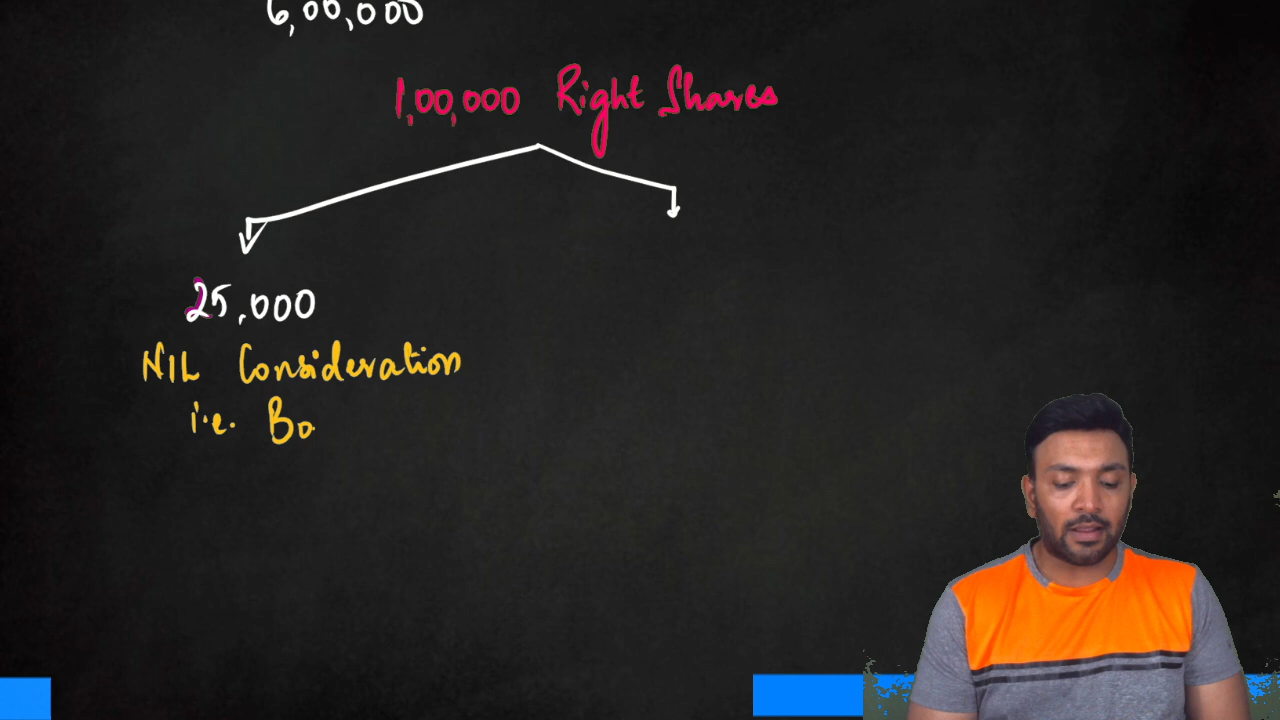 6,00,000
1,00,000 Right Shares
25,000
NIL Consideration
i.e. Bo